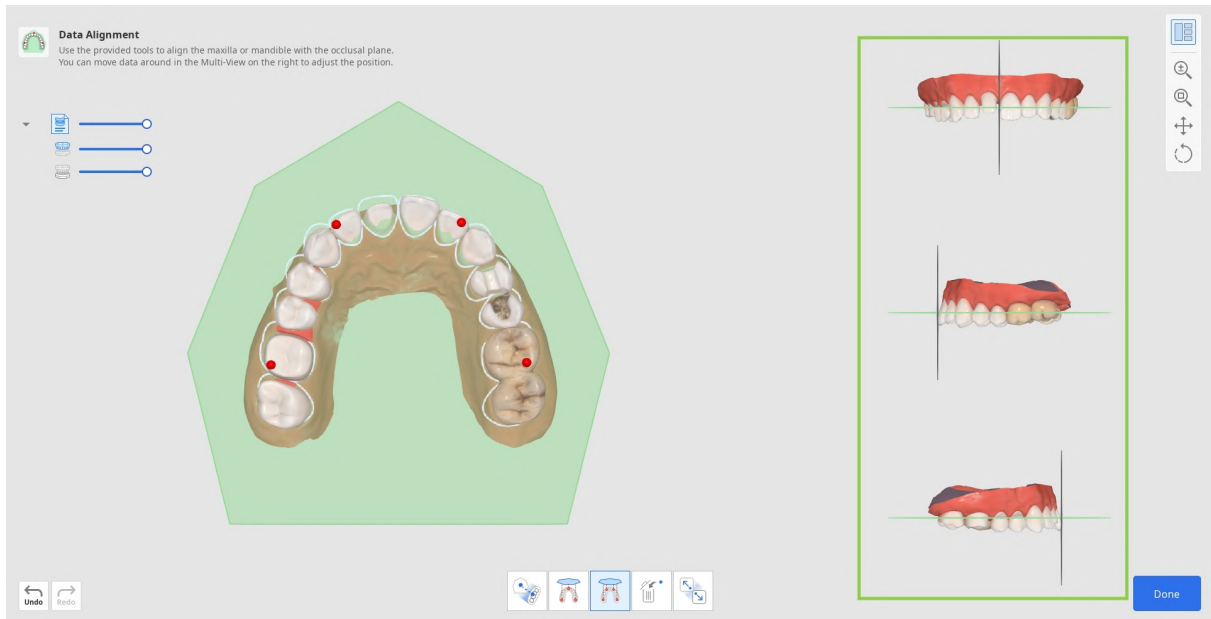 Data Alignment
Use the provided tools to align the maxilla or mandible with the occlusal plane.
You can move data around in the Multi-View on the right to adjust the position.
Undo
Redo
Done